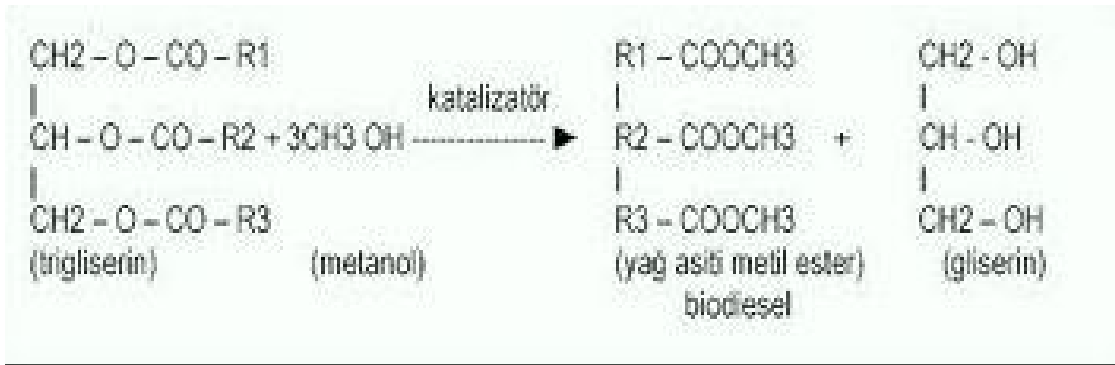 CH2 – O – CO – R1 R1 – COOCH3 CH2 - OH
| katalizatör | |
CH – O – CO – R2 + 3CH3 OH ---------------► R2 – COOCH3 + CH - OH
| | |
CH2 – O – CO – R3 R3 – COOCH3 CH2 – OH
(trigliserin) (metanol) (yağ asiti metil ester) (gliserin)
biodiesel